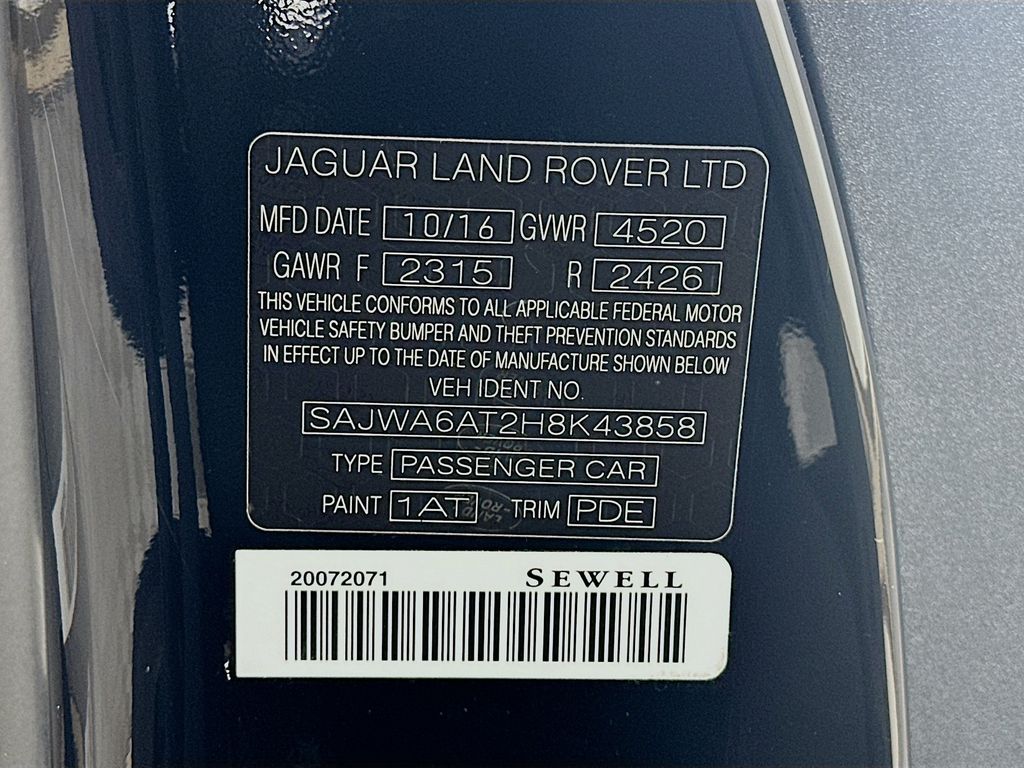 JAGUAR LAND ROVER LTD
MFD DATE 10/16 GVWR 4520
GAWR F 2315 R 2426
THIS VEHICLE CONFORMS TO ALL APPLICABLE FEDERAL MOTOR
VEHICLE SAFETY BUMPER AND THEFT PREVENTION STANDARDS
IN EFFECT UP TO THE DATE OF MANUFACTURE SHOWN BELOW
VEH IDENT NO.
SAJWA6AT2H8K43858
TYPE PASSENGER CAR
PAINT 1AT TRIM PDE
20072071 SEWELL